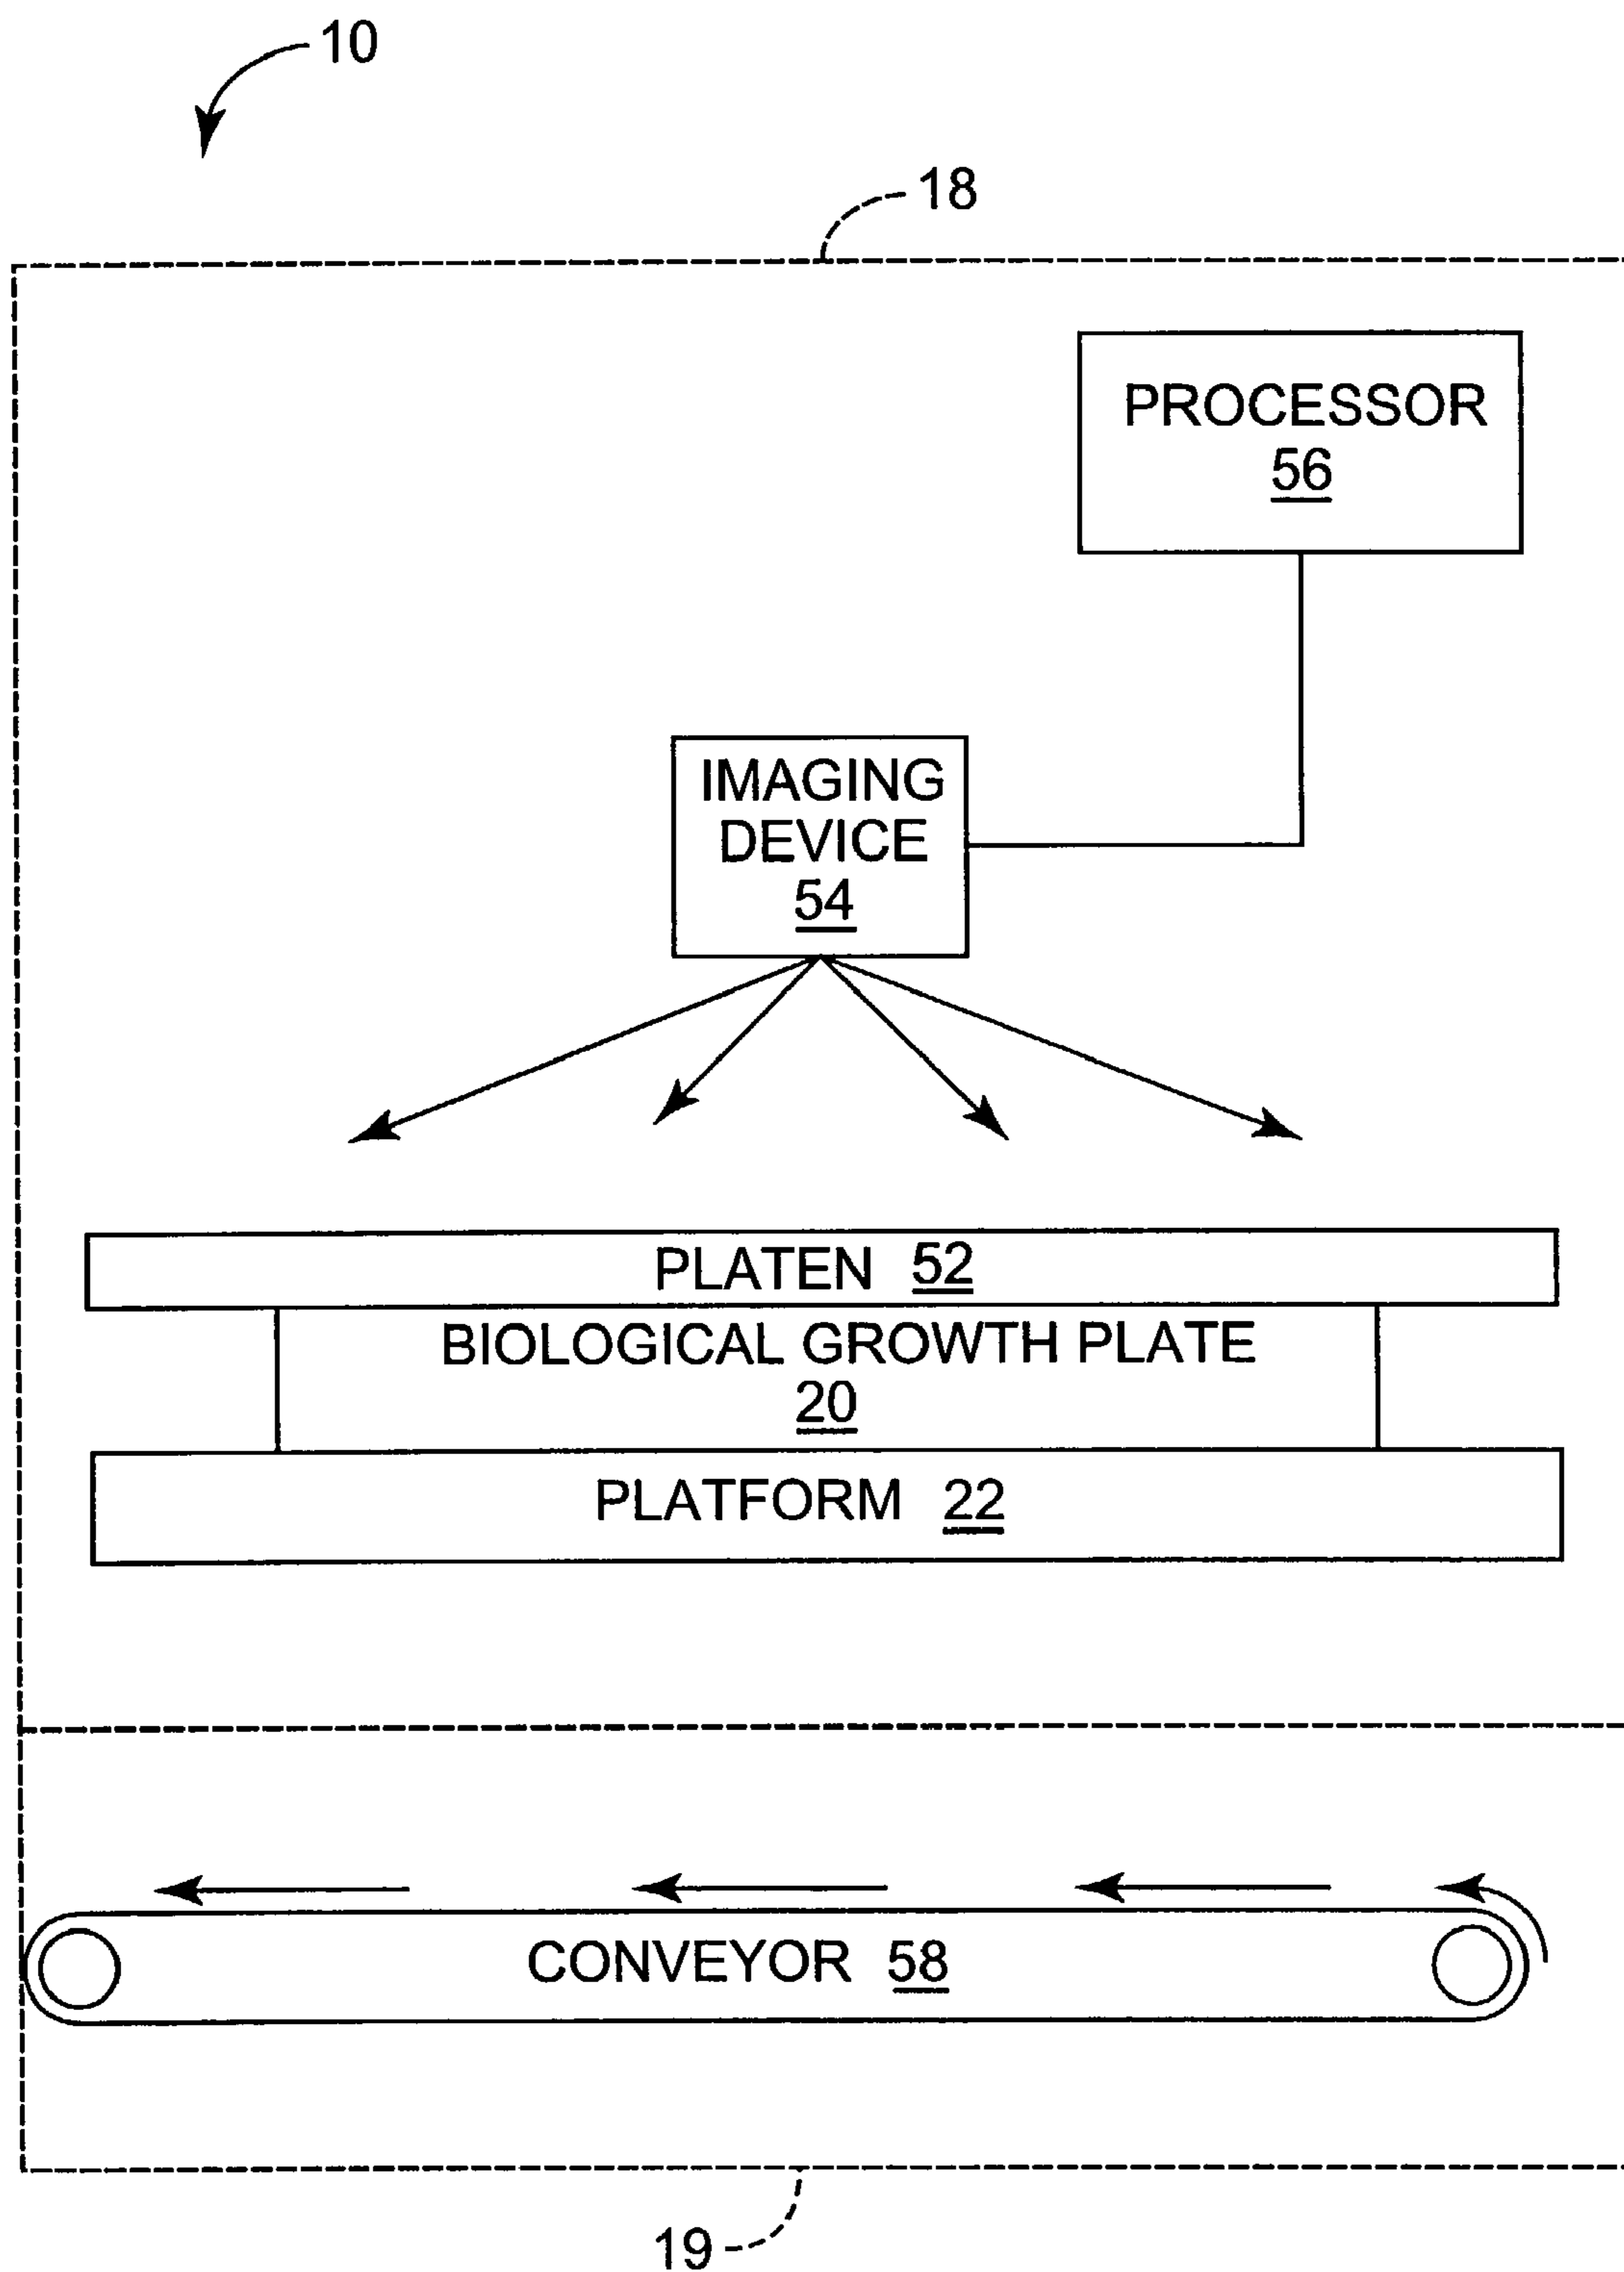 10
18
PROCESSOR
56
IMAGING
DEVICE
54
PLATEN 52
BIOLOGICAL GROWTH PLATE
20
PLATFORM 22
CONVEYOR 58
19